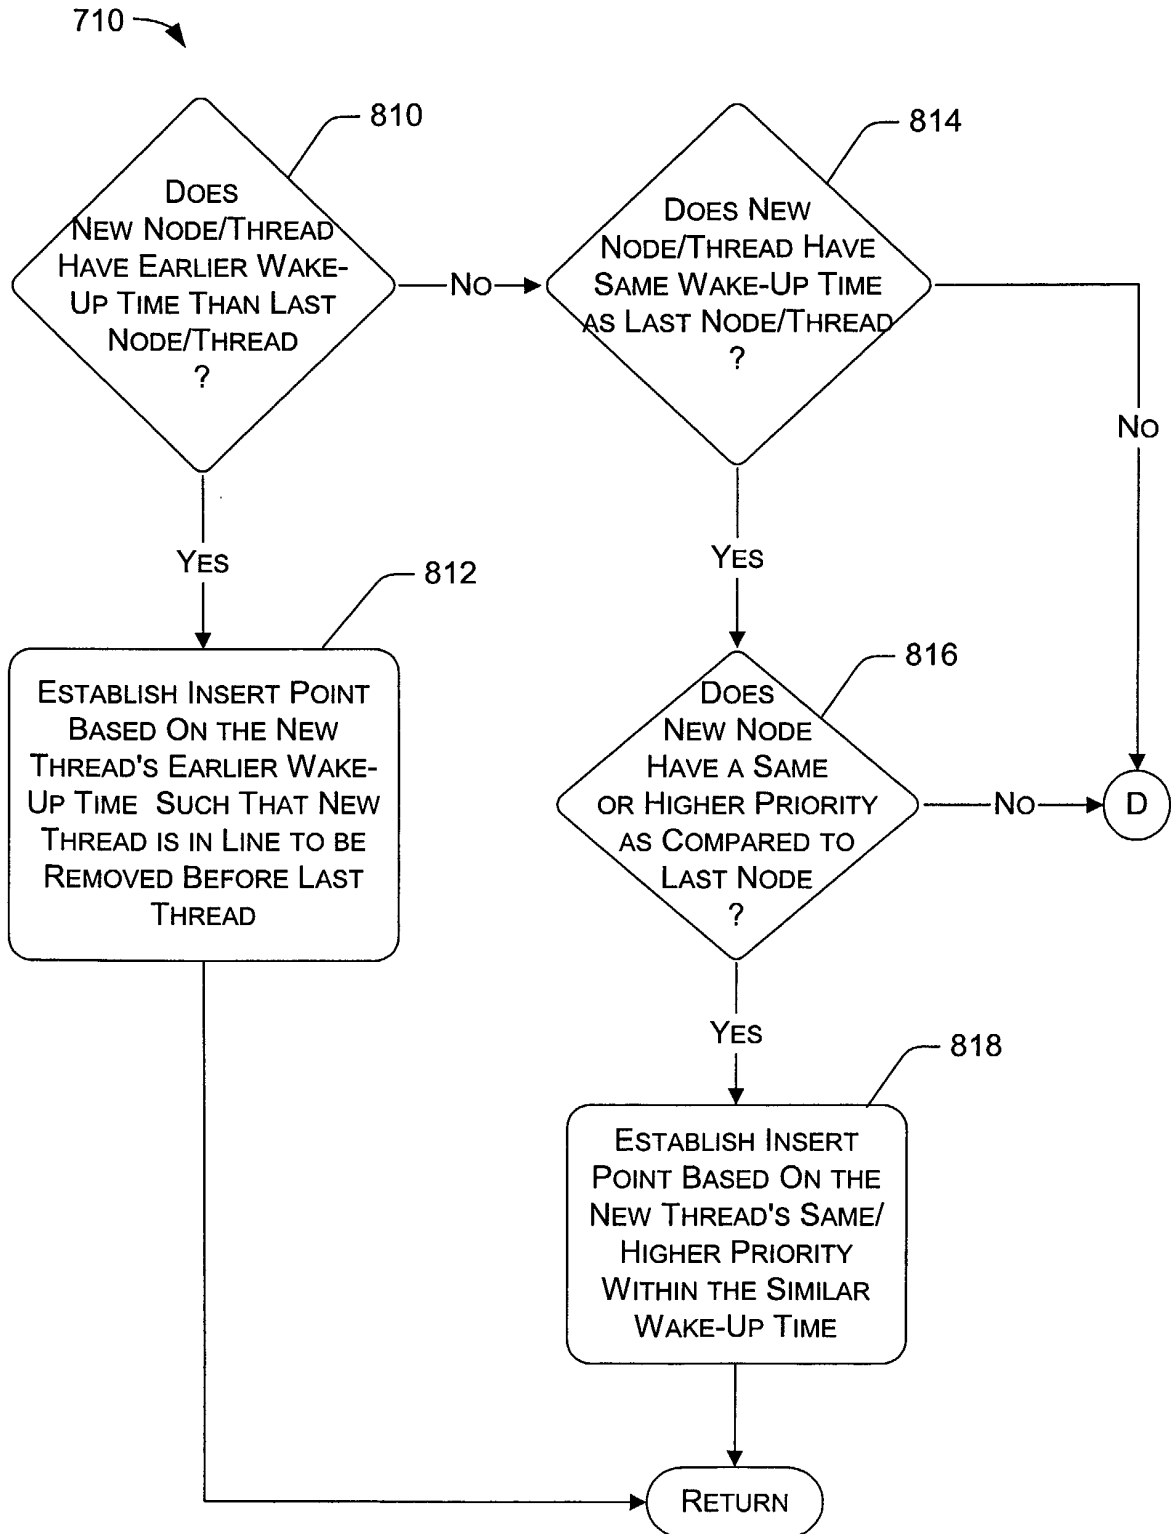 710
810
DOES
NEW NODE/THREAD
HAVE EARLIER WAKE-
UP TIME THAN LAST
NODE/THREAD
?
NO
814
DOES NEW
NODE/THREAD HAVE
SAME WAKE-UP TIME
AS LAST NODE/THREAD
?
NO
YES
812
ESTABLISH INSERT POINT
BASED ON THE NEW
THREAD'S EARLIER WAKE-
UP TIME SUCH THAT NEW
THREAD IS IN LINE TO BE
REMOVED BEFORE LAST
THREAD
YES
816
DOES
NEW NODE
HAVE A SAME
OR HIGHER PRIORITY
AS COMPARED TO
LAST NODE
?
NO
D
YES
818
ESTABLISH INSERT
POINT BASED ON THE
NEW THREAD'S SAME/
HIGHER PRIORITY
WITHIN THE SIMILAR
WAKE-UP TIME
RETURN